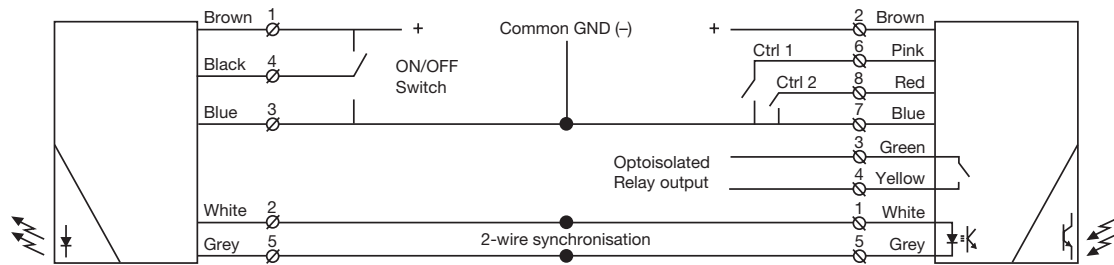 Brown 1 + Common GND (–) + 2 Brown
Ctrl 1 6 Pink
Black 4 ON/OFF
Switch
Ctrl 2 8 Red
Blue 3 7 Blue
3 Green
Optoisolated
Relay output
4 Yellow
White 2 1 White
2-wire synchronisation
Grey 5 5 Grey